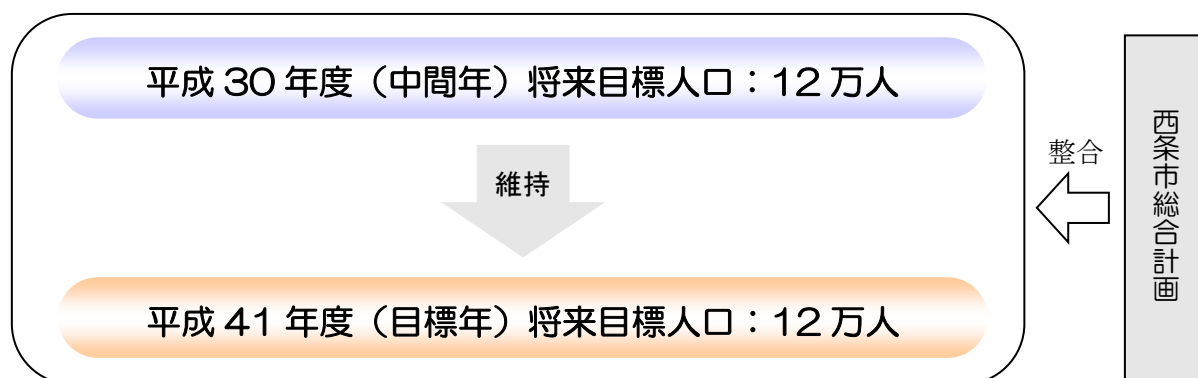 平成 30 年度（中間年）将来目標人口：12 万人
維持
平成 41 年度（目標年）将来目標人口：12 万人
整合
西条市総合計画